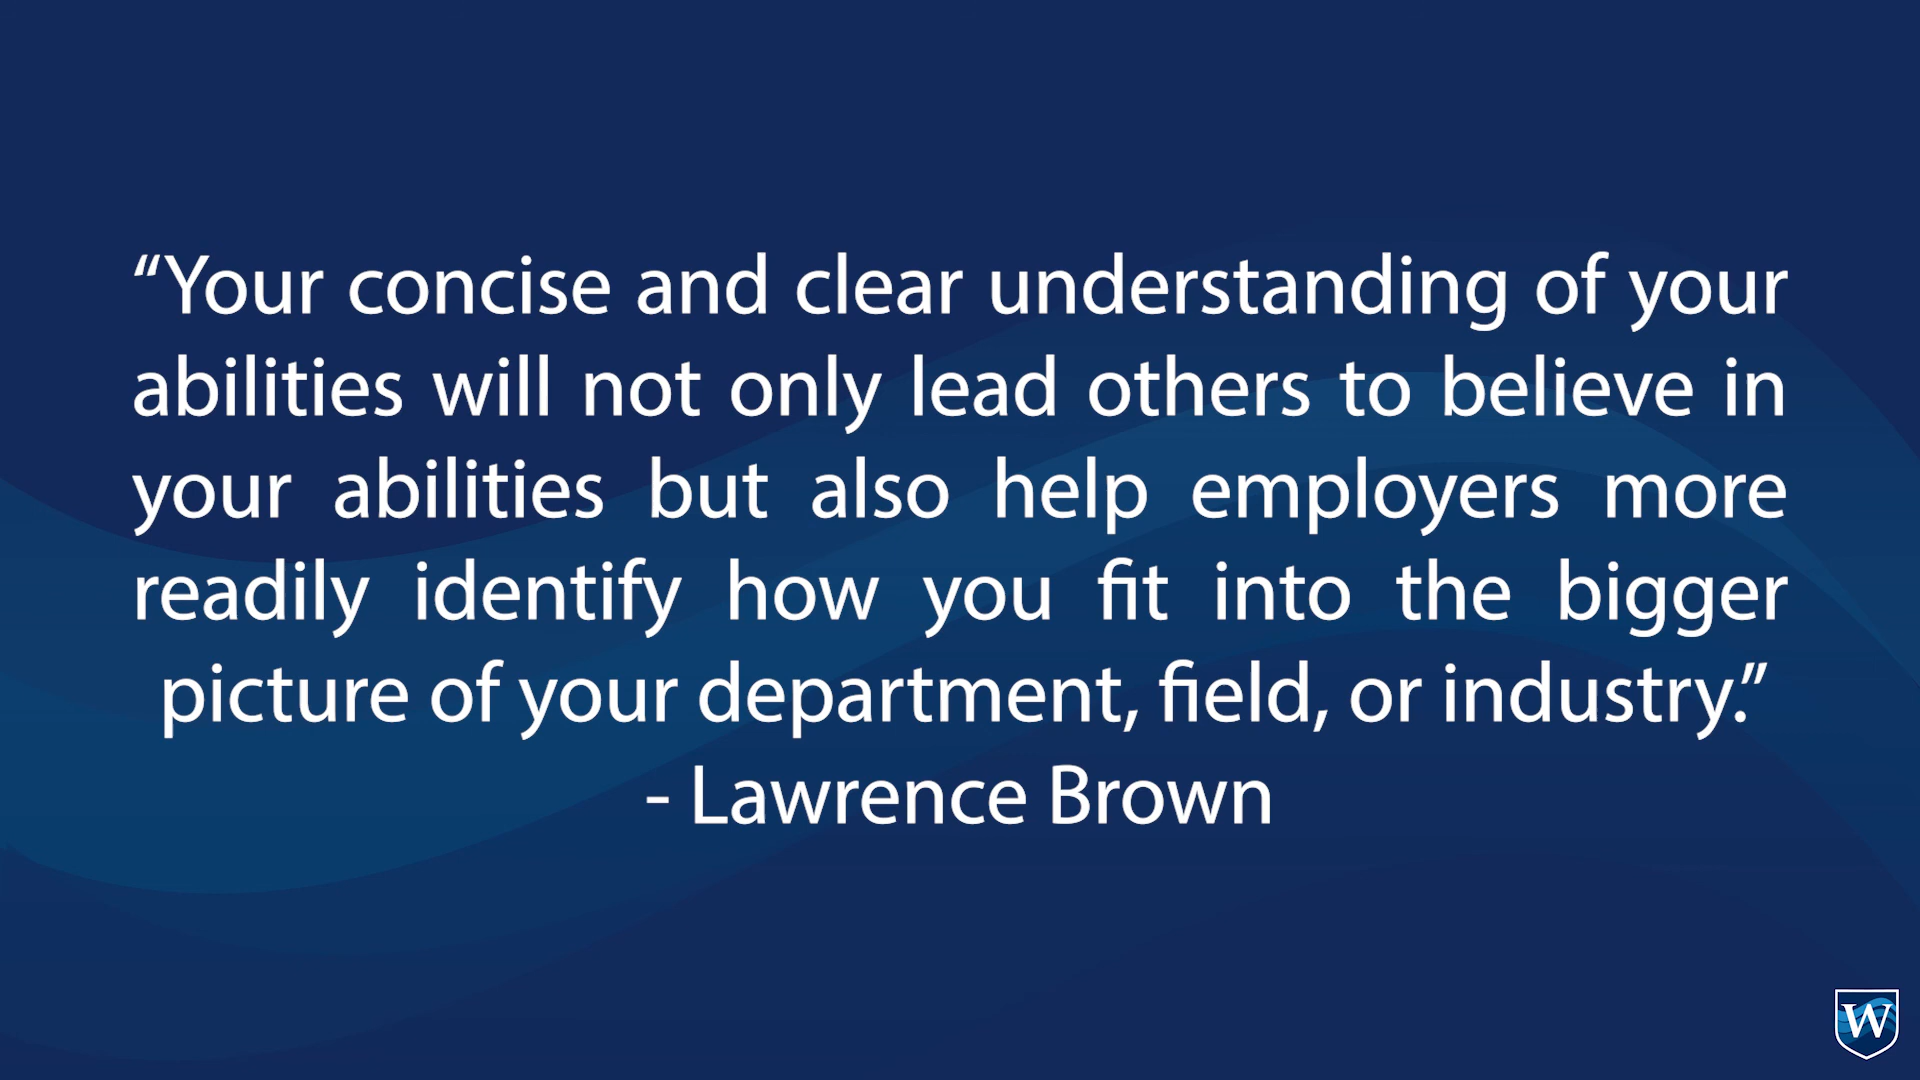 “Your concise and clear understanding of your
abilities will not only lead others to believe in
your abilities but also help employers more
readily identify how you fit into the bigger
picture of your department, field, or industry.”
- Lawrence Brown
W